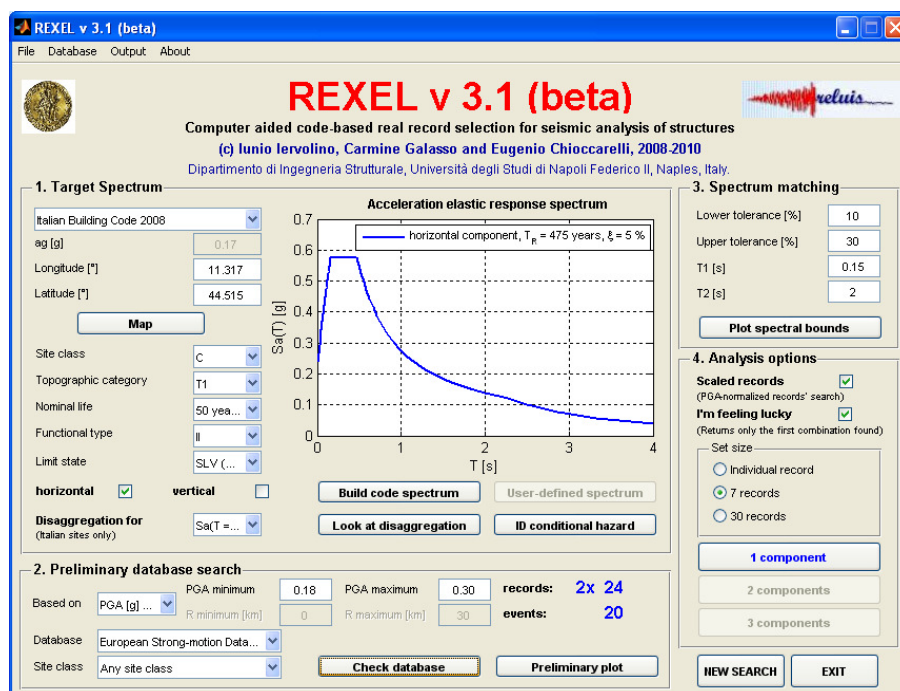 REXEL v 3.1 (beta)
File Database Output About
REXEL v 3.1 (beta)
reluis
Computer aided code-based real record selection for seismic analysis of structures
(c) Iunio Iervolino, Carmine Galasso and Eugenio Chioccarelli, 2008-2010
Dipartimento di Ingegneria Strutturale, Università degli Studi di Napoli Federico II, Naples, Italy.
1. Target Spectrum
Italian Building Code 2008
ag [g] 0.17
Longitude [°] 11.317
Latitude [°] 44.515
Map
Site class C
Topographic category T1
Nominal life 50 yea...
Functional type II
Limit state SLV (...
horizontal vertical
Disaggregation for Sa(T =...
(Italian sites only)
Acceleration elastic response spectrum
horizontal component, T_R = 475 years, ξ = 5 %
Sa(T) [g]
0.7
0.6
0.5
0.4
0.3
0.2
0.1
0
0 1 2 3 4
T [s]
Build code spectrum User-defined spectrum
Look at disaggregation ID conditional hazard
2. Preliminary database search
Based on PGA [g] ...
PGA minimum 0.18 PGA maximum 0.30 records: 2x 24
R minimum [km] 0 R maximum [km] 30 events: 20
Database European Strong-motion Data...
Site class Any site class
Check database Preliminary plot
3. Spectrum matching
Lower tolerance [%] 10
Upper tolerance [%] 30
T1 [s] 0.15
T2 [s] 2
Plot spectral bounds
4. Analysis options
Scaled records
(PGA-normalized records' search)
I'm feeling lucky
(Returns only the first combination found)
Set size
Individual record
7 records
30 records
1 component
2 components
3 components
NEW SEARCH EXIT